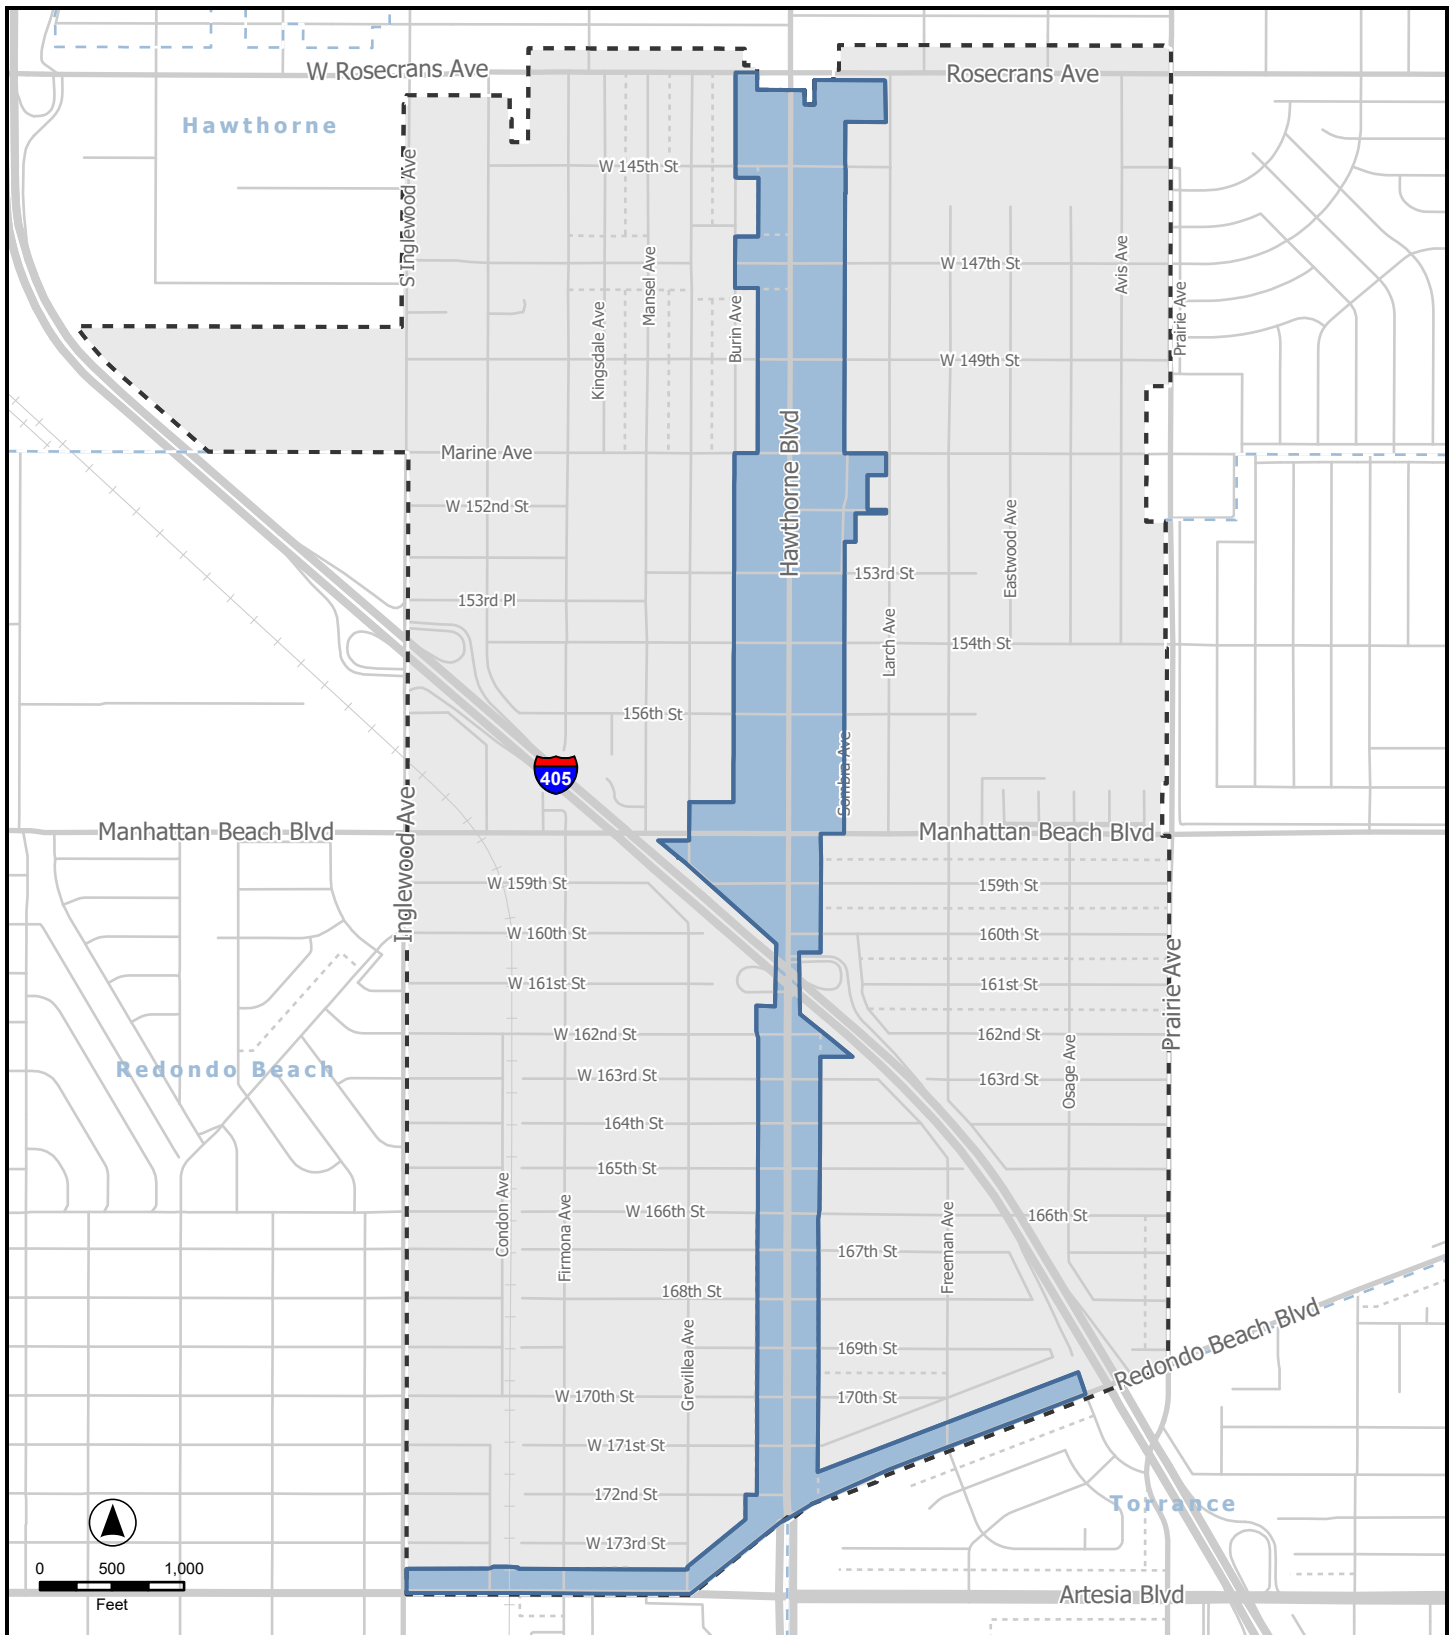 W Rosecrans Ave
Rosecrans Ave
Hawthorne
W 145th St
S Inglewood Ave
Mansel Ave
W 147th St
Avis Ave
Prairie Ave
Kingsdale Ave
Burin Ave
W 149th St
Hawthorne Blvd
Marine Ave
W 152nd St
Eastwood Ave
153rd St
153rd Pl
Larch Ave
154th St
156th St
Sombra Ave
405
Inglewood Ave
Manhattan Beach Blvd
Manhattan Beach Blvd
W 159th St
159th St
W 160th St
160th St
W 161st St
161st St
Prairie Ave
W 162nd St
162nd St
Osage Ave
Redondo Beach
W 163rd St
163rd St
164th St
165th St
Condon Ave
Firmona Ave
W 166th St
Freeman Ave
166th St
167th St
168th St
Grevillea Ave
169th St
Redondo Beach Blvd
W 170th St
170th St
W 171st St
172nd St
Torrance
W 173rd St
0 500 1,000
Feet
Artesia Blvd